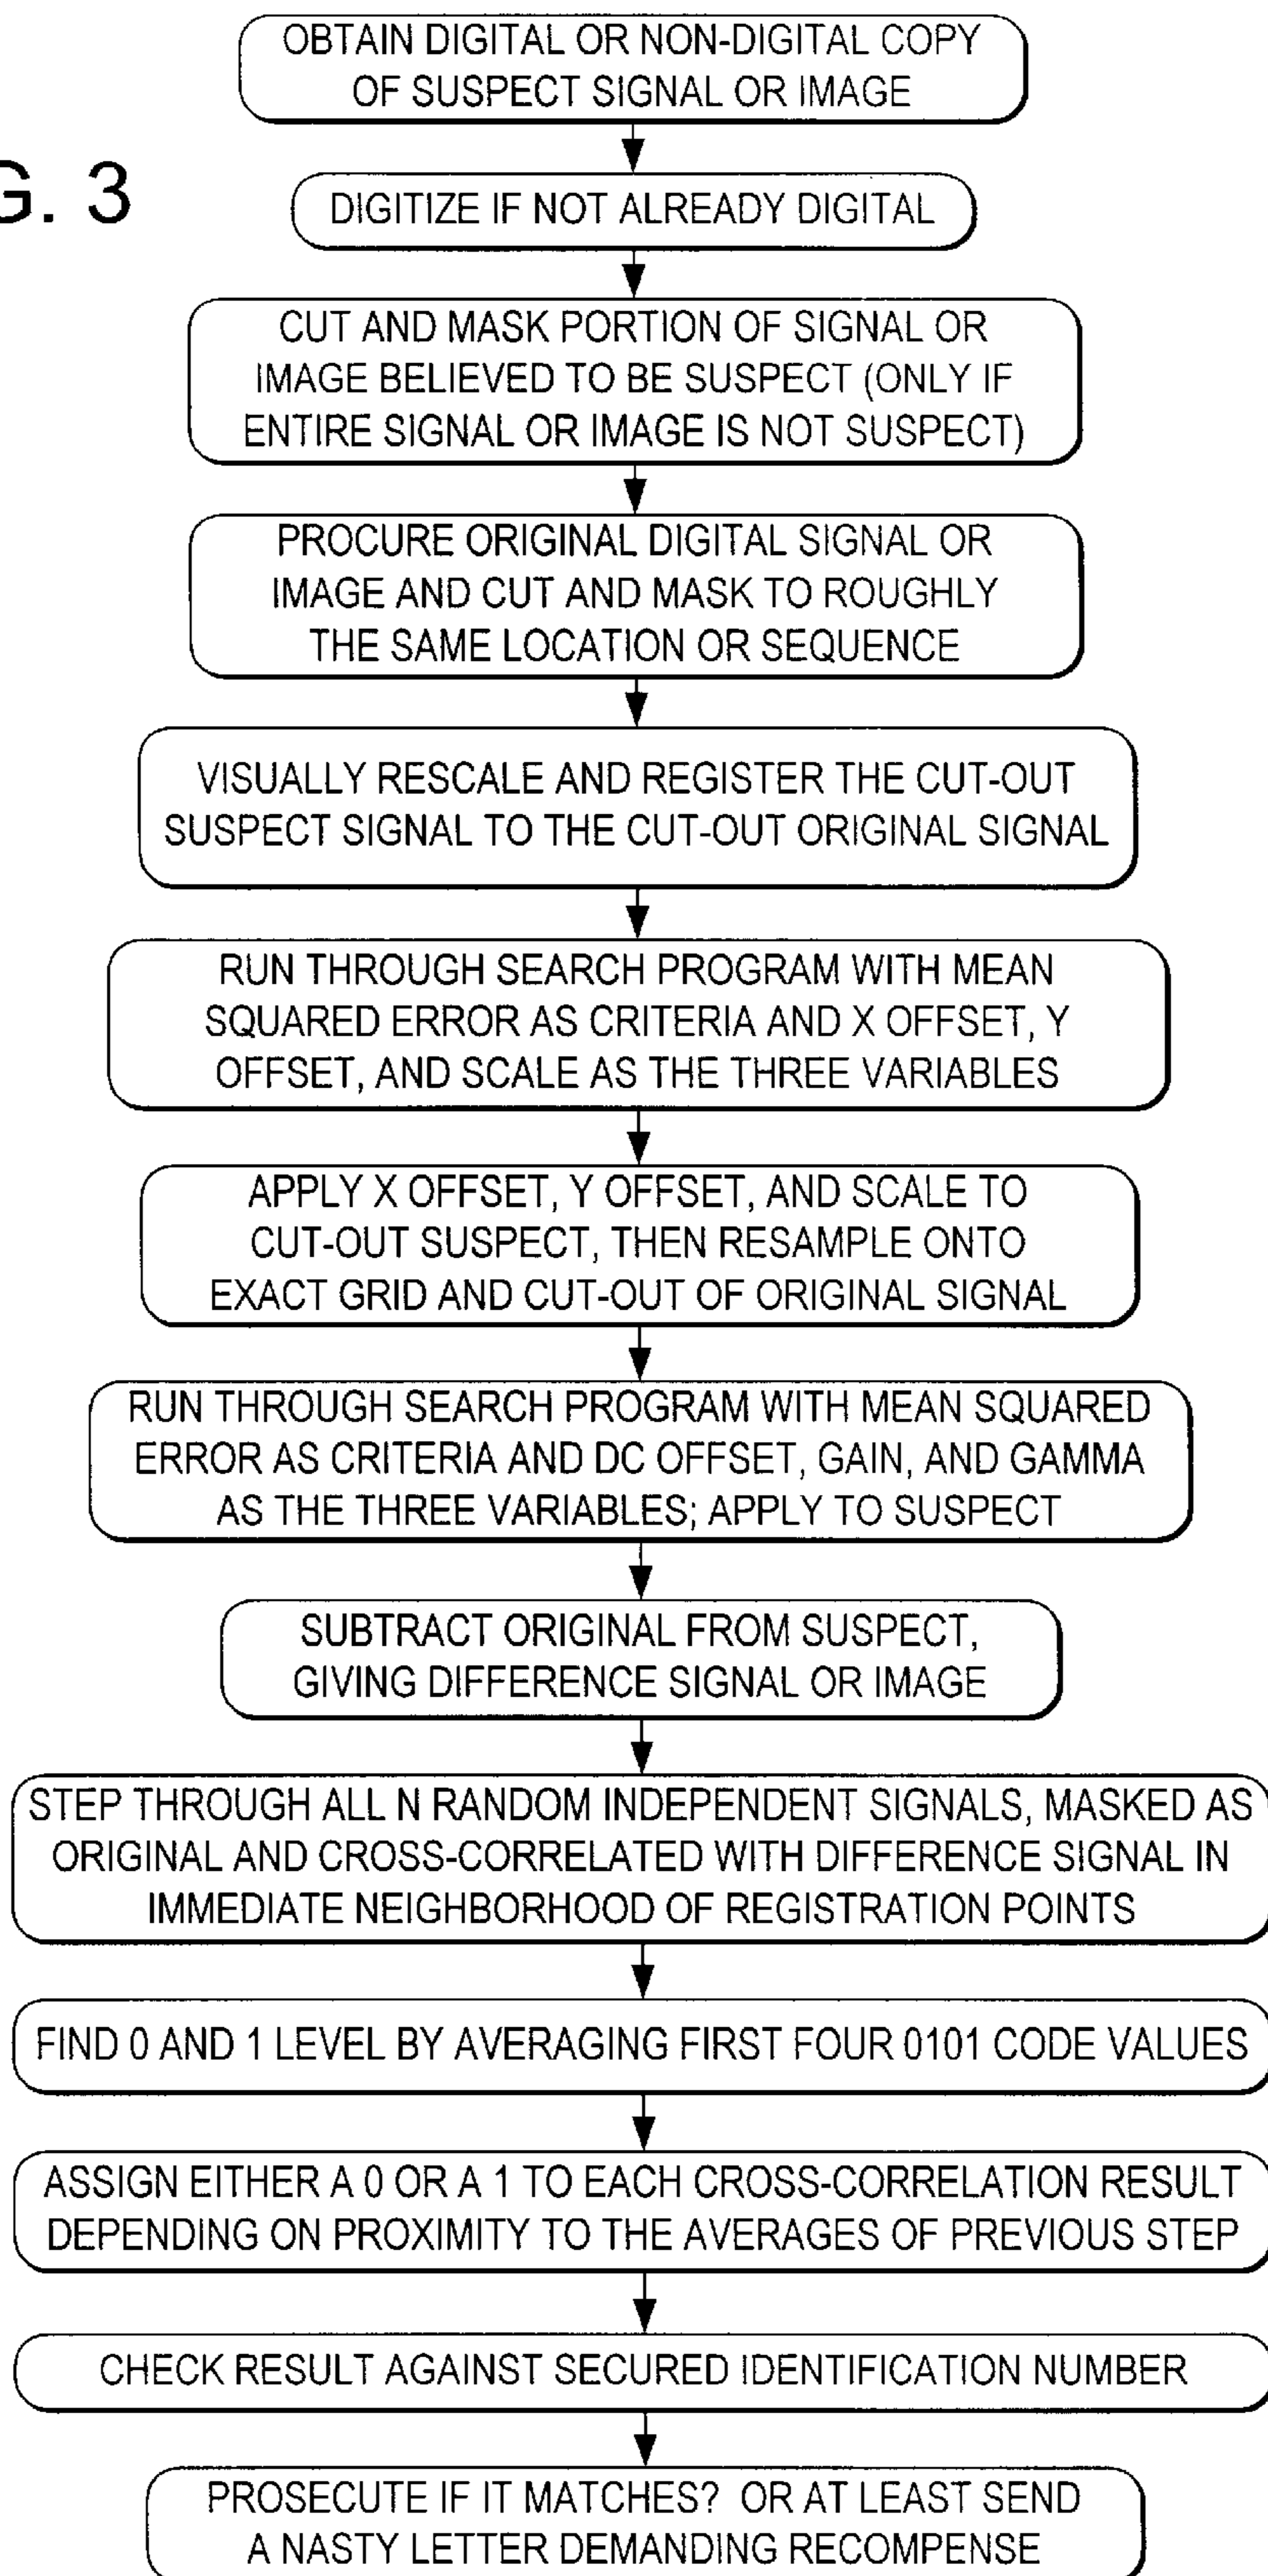 OBTAIN DIGITAL OR NON-DIGITAL COPY
OF SUSPECT SIGNAL OR IMAGE
G. 3
DIGITIZE IF NOT ALREADY DIGITAL
CUT AND MASK PORTION OF SIGNAL OR
IMAGE BELIEVED TO BE SUSPECT (ONLY IF
ENTIRE SIGNAL OR IMAGE IS NOT SUSPECT)
PROCURE ORIGINAL DIGITAL SIGNAL OR
IMAGE AND CUT AND MASK TO ROUGHLY
THE SAME LOCATION OR SEQUENCE
VISUALLY RESCALE AND REGISTER THE CUT-OUT
SUSPECT SIGNAL TO THE CUT-OUT ORIGINAL SIGNAL
RUN THROUGH SEARCH PROGRAM WITH MEAN
SQUARED ERROR AS CRITERIA AND X OFFSET, Y
OFFSET, AND SCALE AS THE THREE VARIABLES
APPLY X OFFSET, Y OFFSET, AND SCALE TO
CUT-OUT SUSPECT, THEN RESAMPLE ONTO
EXACT GRID AND CUT-OUT OF ORIGINAL SIGNAL
RUN THROUGH SEARCH PROGRAM WITH MEAN SQUARED
ERROR AS CRITERIA AND DC OFFSET, GAIN, AND GAMMA
AS THE THREE VARIABLES; APPLY TO SUSPECT
SUBTRACT ORIGINAL FROM SUSPECT,
GIVING DIFFERENCE SIGNAL OR IMAGE
STEP THROUGH ALL N RANDOM INDEPENDENT SIGNALS, MASKED AS
ORIGINAL AND CROSS-CORRELATED WITH DIFFERENCE SIGNAL IN
IMMEDIATE NEIGHBORHOOD OF REGISTRATION POINTS
FIND 0 AND 1 LEVEL BY AVERAGING FIRST FOUR 0101 CODE VALUES
ASSIGN EITHER A 0 OR A 1 TO EACH CROSS-CORRELATION RESULT
DEPENDING ON PROXIMITY TO THE AVERAGES OF PREVIOUS STEP
CHECK RESULT AGAINST SECURED IDENTIFICATION NUMBER
PROSECUTE IF IT MATCHES? OR AT LEAST SEND
A NASTY LETTER DEMANDING RECOMPENSE